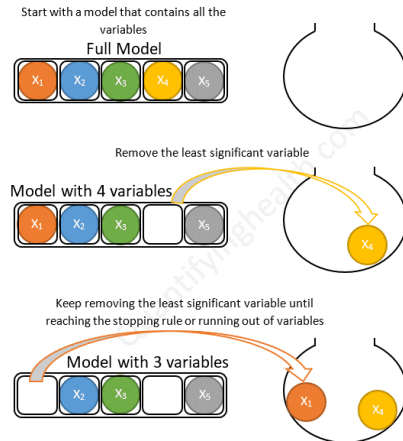 Start with a model that contains all the
variables
Full Model
X1 X2 X3 X4 X5
Remove the least significant variable
Model with 4 variables
X1 X2 X3 X5
X4
Keep removing the least significant variable until
reaching the stopping rule or running out of variables
Model with 3 variables
X2 X3 X5
X1 X4
quantifyinghealth.com